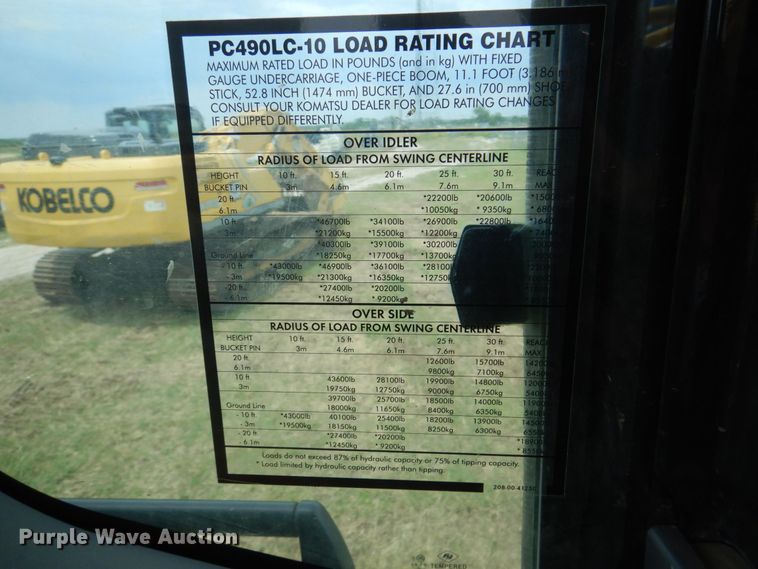 PC490LC-10 LOAD RATING CHART
MAXIMUM RATED LOAD IN POUNDS (and in kg) WITH FIXED
GAUGE UNDERCARRIAGE, ONE-PIECE BOOM, 11.1 FOOT (3,186
STICK, 52.8 INCH (1474 mm) BUCKET, AND 27.6 in (700 mm) SHOE
CONSULT YOUR KOMATSU DEALER FOR LOAD RATING CHANGES
IF EQUIPPED DIFFERENTLY.
OVER IDLER
RADIUS OF LOAD FROM SWING CENTERLINE
HEIGHT 10 ft. 15 ft. 20 ft. 25 ft. 30 ft.
BUCKET PIN 3m 4.6m 6.1m 7.6m 9.1m MAX
20 ft. *22200lb *20600lb
6.1m *10050kg * 9350kg
10 ft. *46700lb *34100lb *26900lb *22800lb
3m *21200kg *15500kg *12200kg
*40300lb *39100lb *30200lb
Ground Line *18250kg *17700kg *13700kg
- 10 ft. *43000lb *46900lb *36100lb *28100lb
- 3m *19500kg *21300kg *16350kg *12750kg
- 20 ft. *27400lb *20200lb
- 6.1m *12450kg * 9200kg
OVER SIDE
RADIUS OF LOAD FROM SWING CENTERLINE
HEIGHT 10 ft. 15 ft. 20 ft. 25 ft. 30 ft.
BUCKET PIN 3m 4.6m 6.1m 7.6m 9.1m MAX
20 ft. 12600lb 15700lb
6.1m 9800kg 7100kg
10 ft. 43600lb 28100lb 19900lb 14800lb
3m 19750kg 12750kg 9000kg 6750kg
39700lb 25700lb 18500lb 14000lb
Ground Line 18000kg 11650kg 8400kg 6350kg
- 10 ft. *43000lb 40100lb 25400lb 18200lb 13900lb
- 3m *19500kg 18150kg 11500kg 8250kg 6300kg
- 20 ft. *27400lb *20200lb
- 6.1m *12450kg * 9200kg
Loads do not exceed 87% of hydraulic capacity or 75% of tipping capacity.
* Load limited by hydraulic capacity rather than tipping.
KOBELCO
TEMPERED
Purple Wave Auction